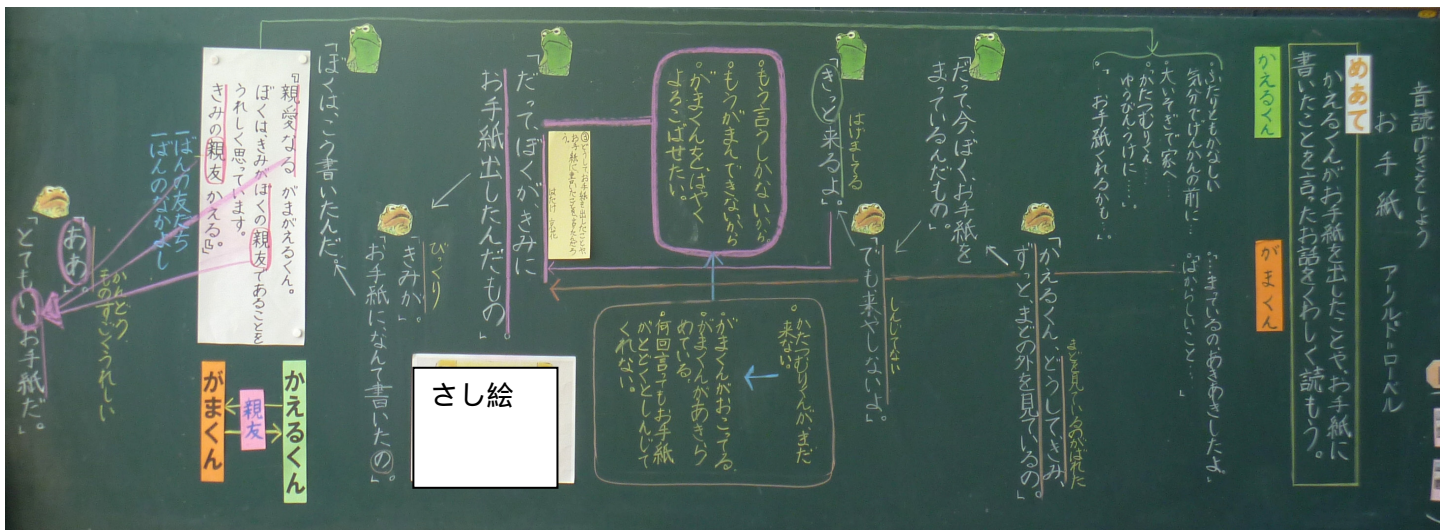 音読げきをしよう
お手紙 アーノルド=ローベル
めあて
かえるくんがお手紙を出したことや、お手紙に
書いたことを言ったお話をくわしく読もう。
かえるくん
がまくん
・ふたりともかなしい
気分でげんかんの前に…
・大いそぎで家へ…
「かたつむりくん…
ゆうびんうけに…」
「…お手紙くれるかも…。」
「…まっているのあきあきしたよ。」
「ばからしいこと…。」
まどを見ているのがばれた
「かえるくん、どうしてきみ、
ずっと、まどの外を見ているの。」
「だって、今、ぼく、お手紙を
まっているんだもの。」
しんじてない
「でも来やしないよ。」
はげましてる
「きっと来るよ。」
・かたつむりくんが、まだ
来ない。
・がまくんがおこってる。
・がまくんがあきらめている。
・何回言ってもお手紙
がとどくとしんじて
くれない。
・もう言うしかない、から
・もうがまんできない、から
・がまくんをはやく
よろこばせたい。
「だって、ぼくがきみに
お手紙出したんだもの。」
びっくり
「きみが。」
「お手紙に、なんて書いたの。」
さし絵
「ぼくは、こう書いたんだ。
『親愛なる がまがえるくん。
ぼくは、きみがぼくの親友であることを
うれしく思っています。
きみの親友 かえる。』」
一ばんの友だち
一ばんのなかよし
かえるくん
親友
がまくん
かんどう
ものすごくうれしい
「ああ。」
「とてもいいお手紙だ。」